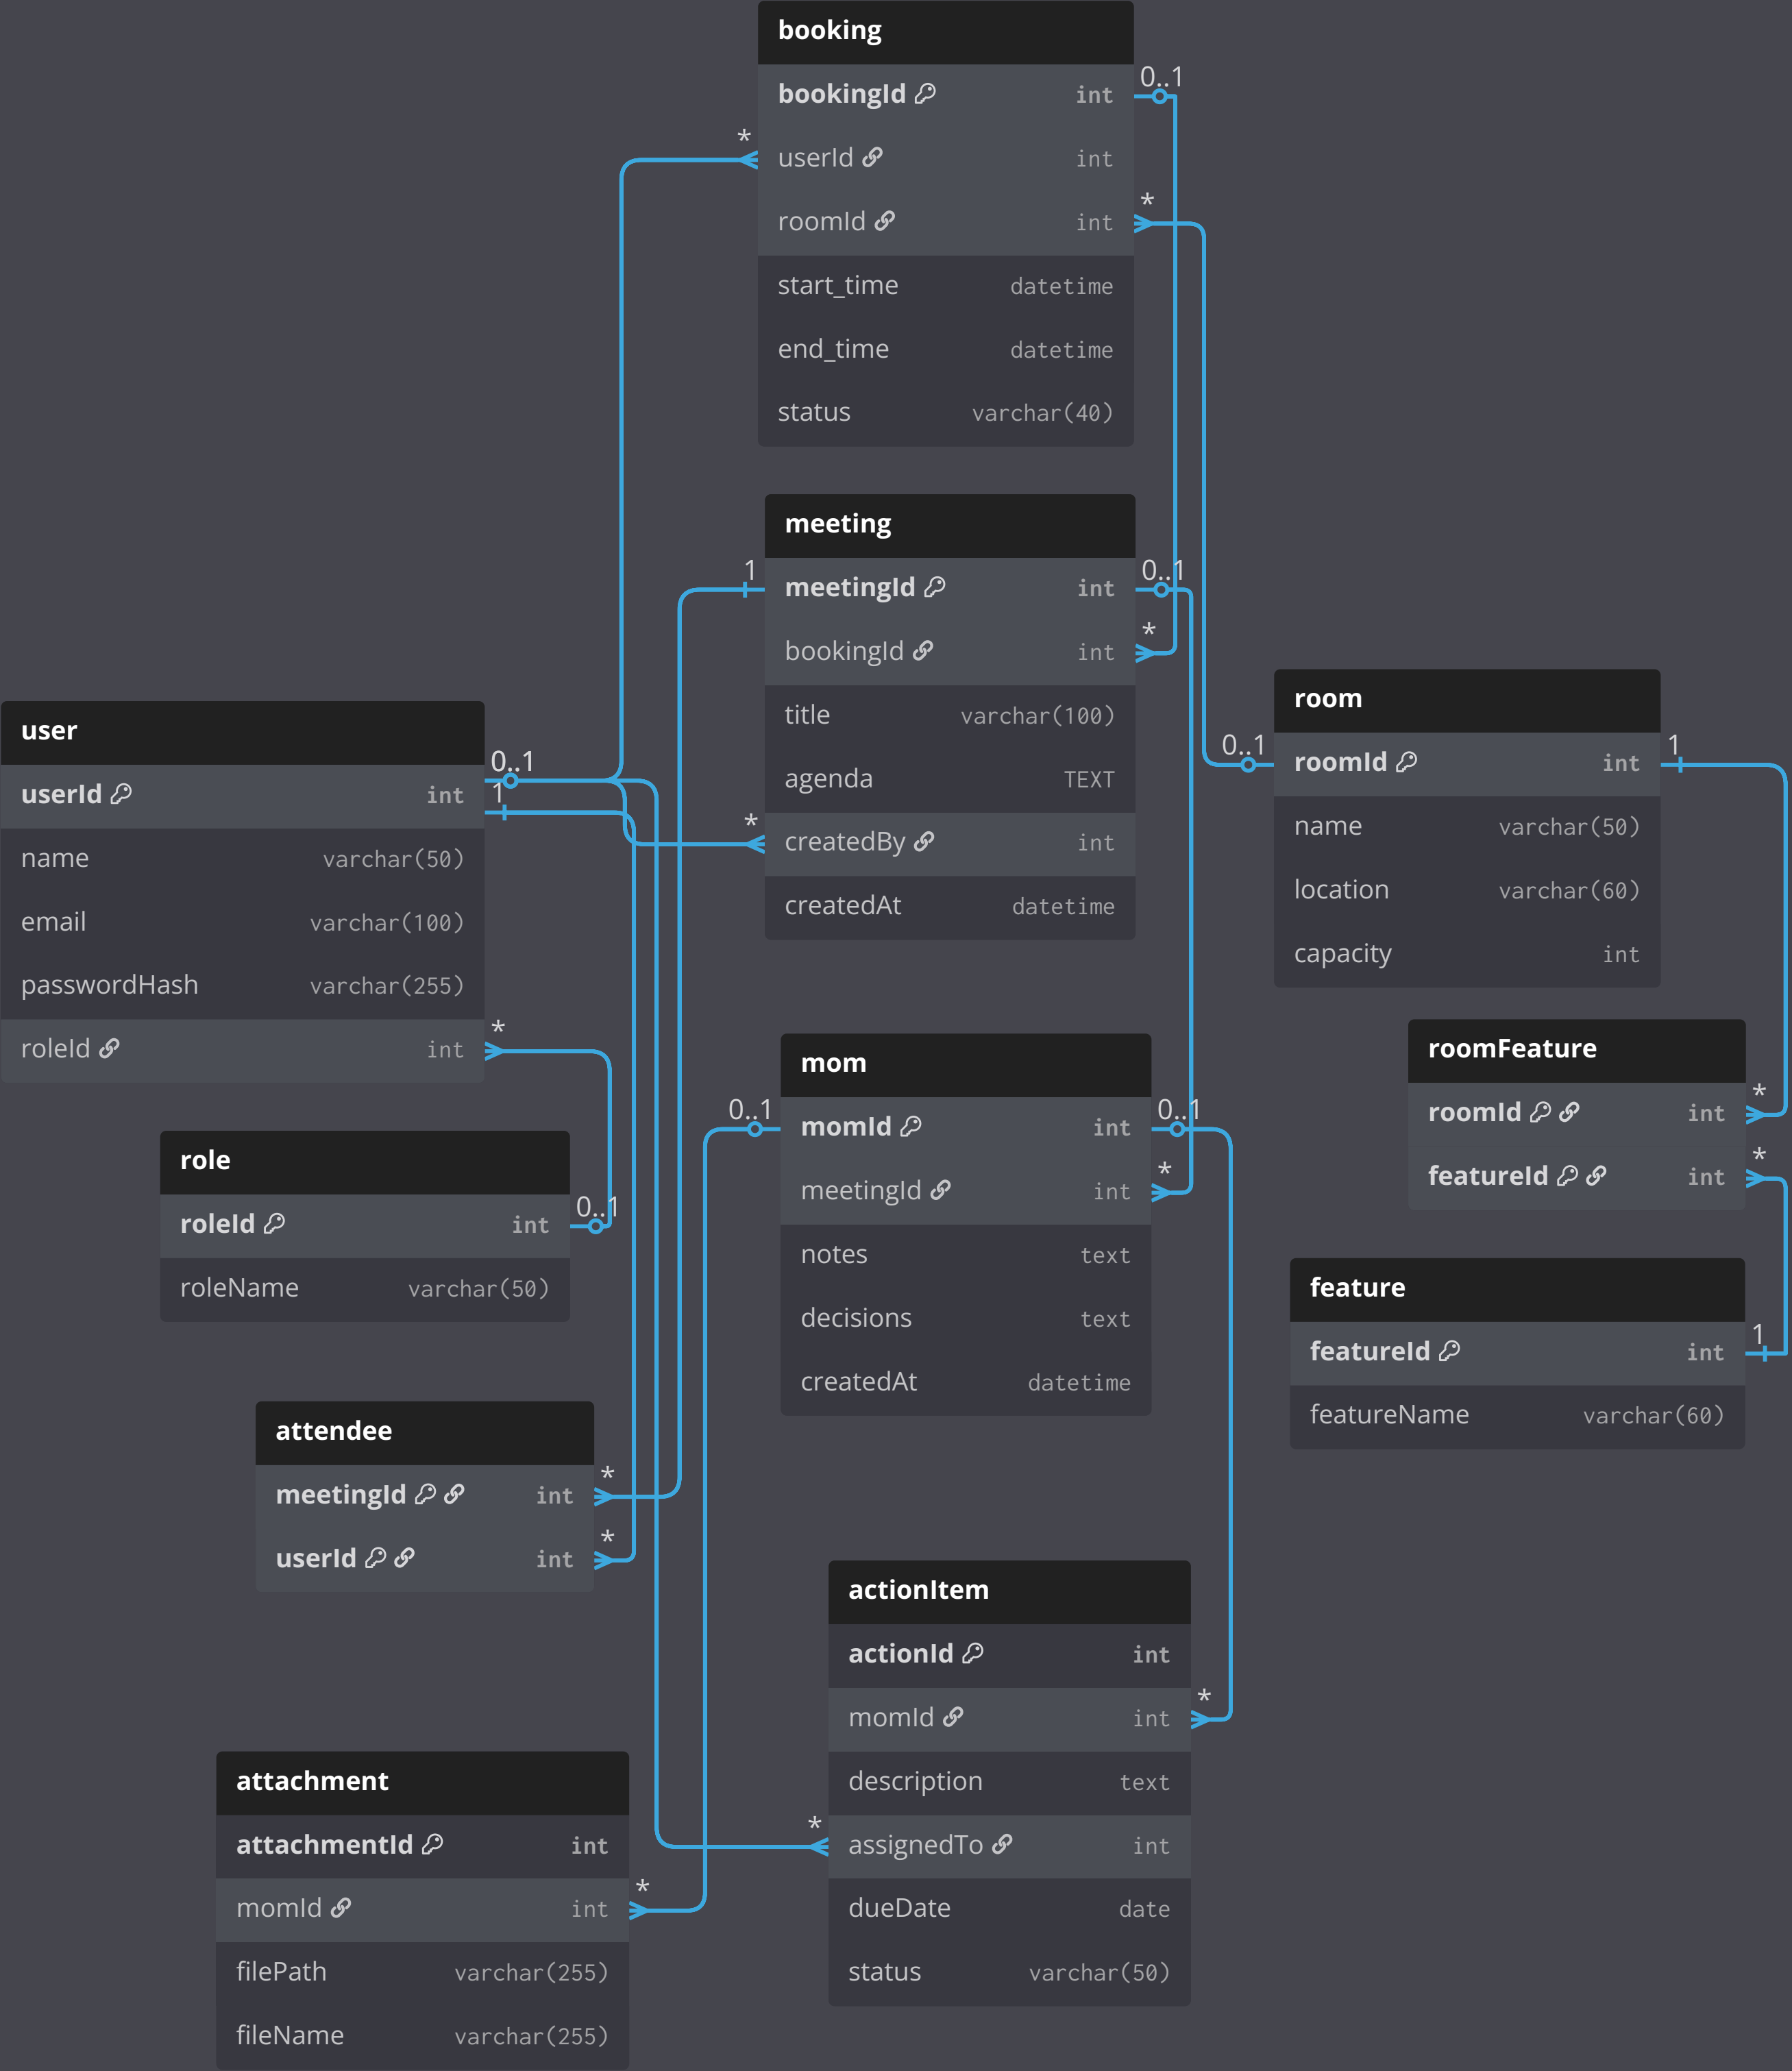 booking
bookingId int
userId int
roomId int
start_time datetime
end_time datetime
status varchar(40)
0..1
*
*
meeting
meetingId int
bookingId int
title varchar(100)
agenda TEXT
createdBy int
createdAt datetime
1
0..1
*
*
user
userId int
name varchar(50)
email varchar(100)
passwordHash varchar(255)
roleId int
0..1
1
*
room
roomId int
name varchar(50)
location varchar(60)
capacity int
0..1
1
role
roleId int
roleName varchar(50)
0..1
mom
momId int
meetingId int
notes text
decisions text
createdAt datetime
0..1
0..1
*
roomFeature
roomId int
featureId int
*
*
feature
featureId int
featureName varchar(60)
1
attendee
meetingId int
userId int
*
*
actionItem
actionId int
momId int
description text
assignedTo int
dueDate date
status varchar(50)
*
*
attachment
attachmentId int
momId int
filePath varchar(255)
fileName varchar(255)
*